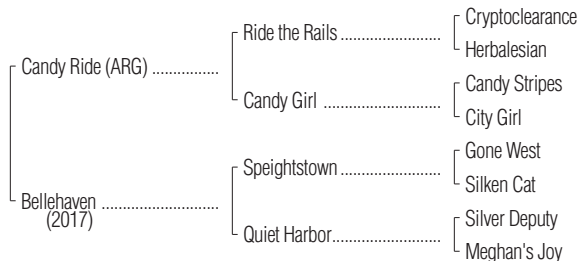 Cryptoclearance
Ride the Rails ....................
Herbalesian
Candy Ride (ARG) ................
Candy Stripes
Candy Girl ........................
City Girl
Gone West
Speightstown ....................
Silken Cat
Bellehaven ........................
(2017)
Silver Deputy
Quiet Harbor......................
Meghan's Joy